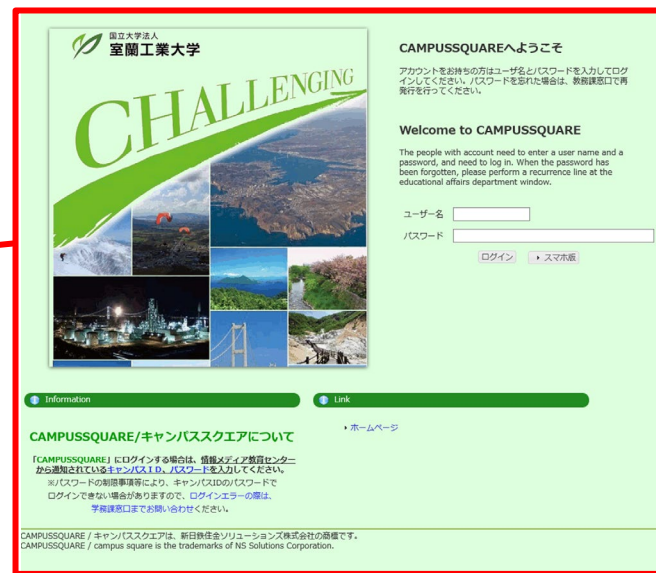 国立大学法人
室蘭工業大学
CHALLENGING
CAMPUSSQUAREへようこそ
アカウントをお持ちの方はユーザ名とパスワードを入力してログ
インしてください。パスワードを忘れた場合は、教務課窓口で再
発行を行ってください。
Welcome to CAMPUSSQUARE
The people with account need to enter a user name and a
password, and need to log in. When the password has
been forgotten, please perform a recurrence line at the
educational affairs department window.
ユーザー名
パスワード
ログイン
スマホ版
Information
Link
CAMPUSSQUARE/キャンパススクエアについて
ホームページ
「CAMPUSSQUARE」にログインする場合は、情報メディア教育センター
から通知されているキャンパスＩＤ、パスワードを入力してください。
※パスワードの制限事項等により、キャンパスIDのパスワードで
ログインできない場合がありますので、ログインエラーの際は、
学務課窓口までお問い合わせください。
CAMPUSSQUARE / キャンパススクエアは、新日鉄住金ソリューションズ株式会社の商標です。
CAMPUSSQUARE / campus square is the trademarks of NS Solutions Corporation.